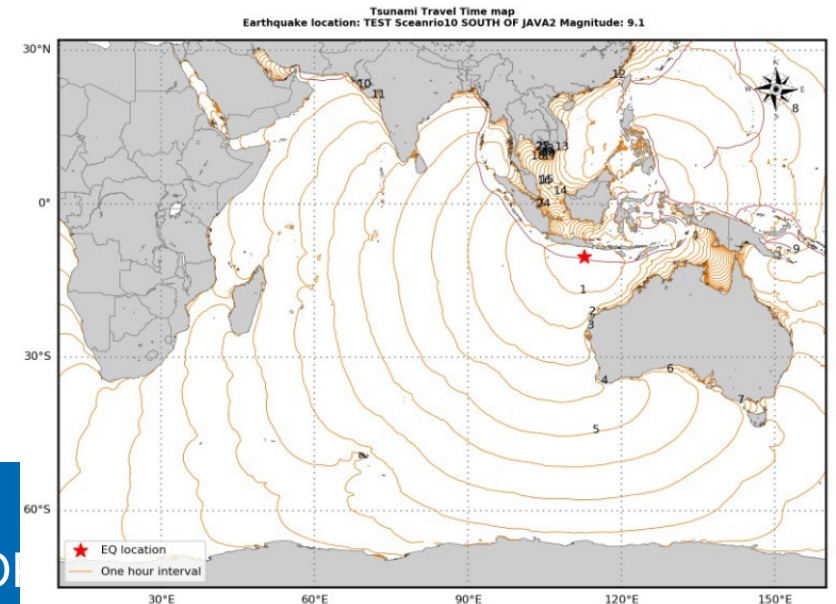 Tsunami Travel Time map
Earthquake location: TEST Sceanrio10 SOUTH OF JAVA2 Magnitude: 9.1
30°N
0°
30°S
60°S
10
11
12
N
W
E
S
8
13
14
24
9
1
2
3
4
5
6
7
EQ location
One hour interval
30°E
60°E
90°E
120°E
150°E